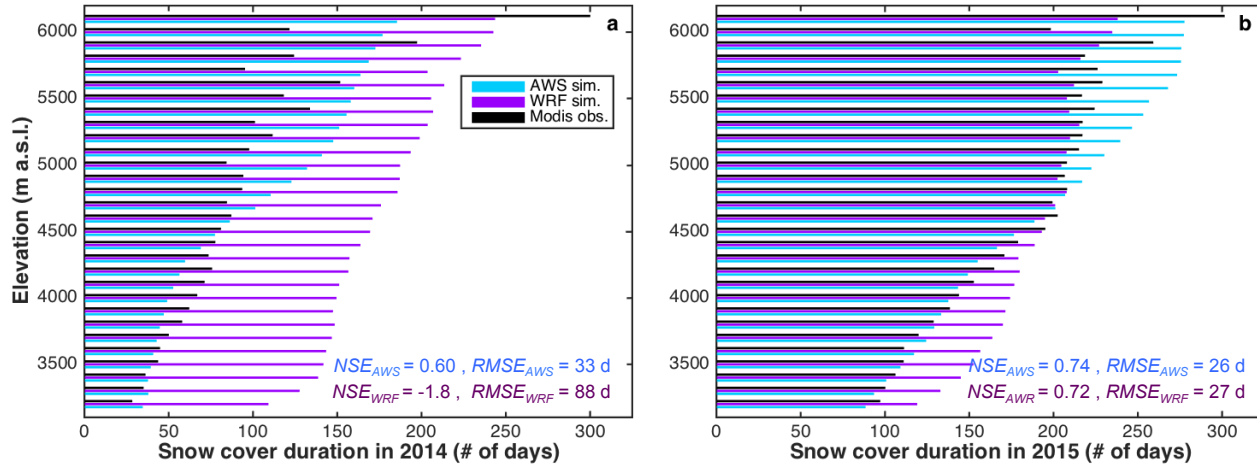 a
b
Elevation (m a.s.l.)
6000
5500
5000
4500
4000
3500
AWS sim.
WRF sim.
Modis obs.
NSE_AWS = 0.60 , RMSE_AWS = 33 d
NSE_WRF = -1.8 , RMSE_WRF = 88 d
0 50 100 150 200 250 300
Snow cover duration in 2014 (# of days)
6000
5500
5000
4500
4000
3500
NSE_AWS = 0.74 , RMSE_AWS = 26 d
NSE_AWR = 0.72 , RMSE_WRF = 27 d
0 50 100 150 200 250 300
Snow cover duration in 2015 (# of days)